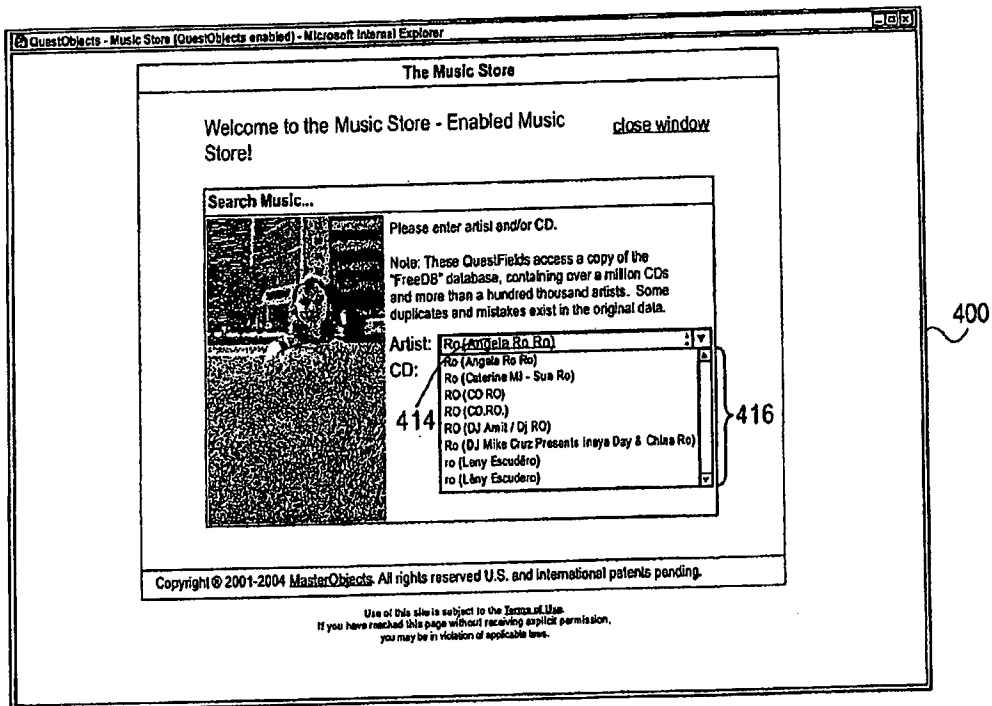 QuestObjects - Music Store (QuestObjects enabled) - Microsoft Internet Explorer
The Music Store
Welcome to the Music Store - Enabled Music
Store!
close window
Search Music...
Please enter artist and/or CD.
Note: These QuestFields access a copy of the
"FreeDB" database, containing over a million CDs
and more than a hundred thousand artists. Some
duplicates and mistakes exist in the original data.
Artist: Ro (Angela Ro Ro)
CD:
Ro (Angela Ro Ro)
Ro (Caterine MJ - Sua Ro)
RO (CO RO)
RO (CO.RO.)
RO (DJ Amit / Dj RO)
Ro (DJ Mike Cruz Presents Inaya Day & Chlas Ro)
ro (Leny Escudéro)
ro (Lény Escudero)
414
416
400
Copyright © 2001-2004 MasterObjects. All rights reserved U.S. and international patents pending.
Use of this site is subject to the Terms of Use.
If you have reached this page without receiving explicit permission,
you may be in violation of applicable laws.